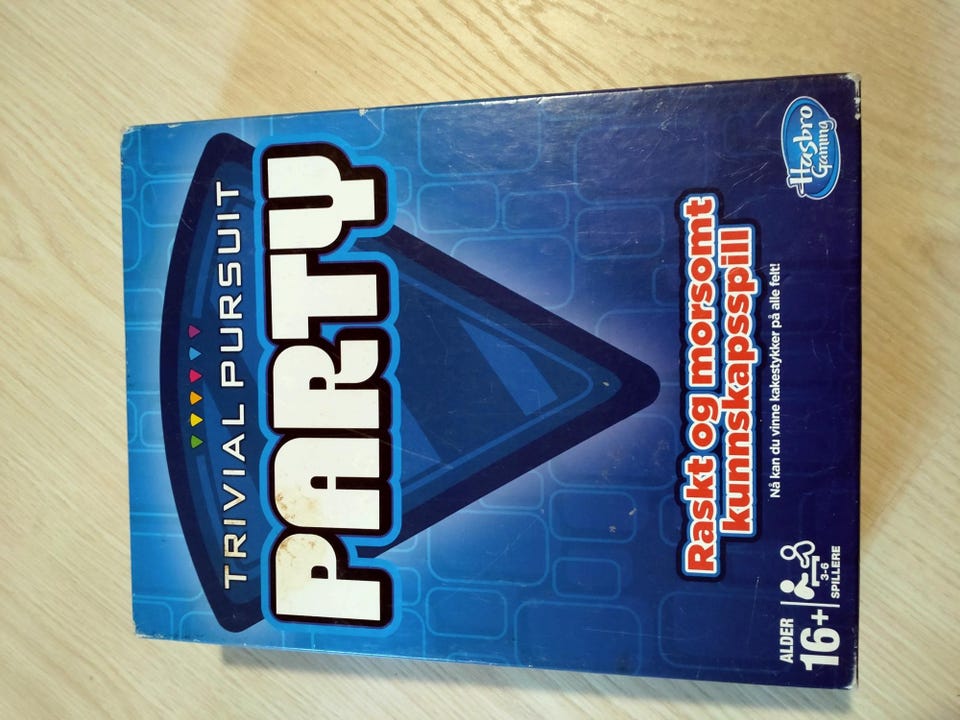 TRIVIAL PURSUIT
PARTY
Raskt og morsomt
kunnskapsspill
Nå kan du vinne kakestykker på alle felt!
ALDER
16+
3-6
SPILLERE
Hasbro
Gaming